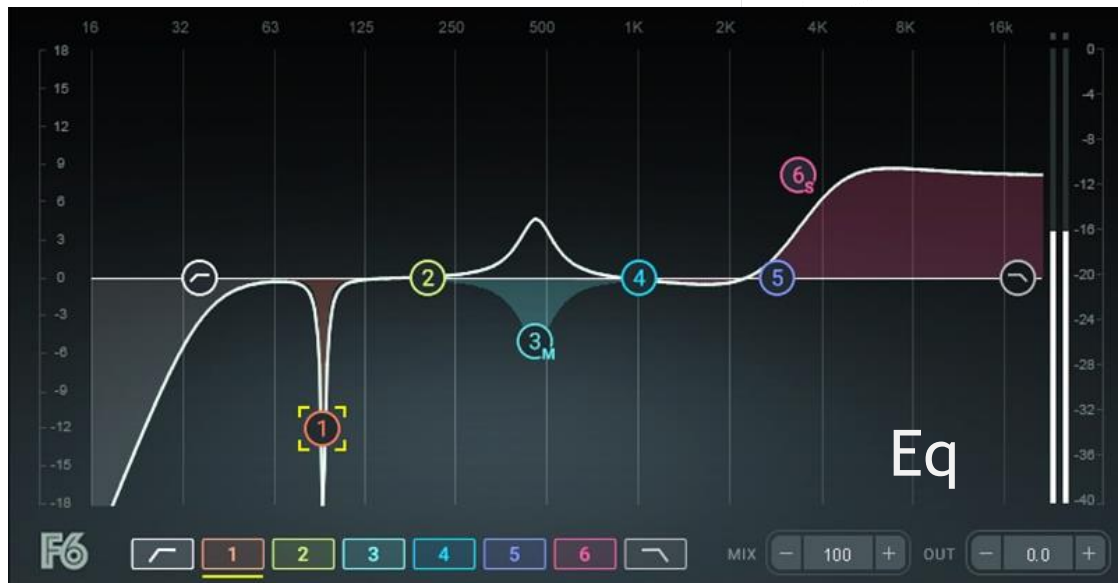 16 32 63 125 250 500 1K 2K 4K 8K 16k
18 0
15 -4
12 -8
9 -12
6 6S
3 -16
0 2 4 5 -20
-3 -24
-6 3M -28
-9 -32
-12 1
-15 Eq -36
-18 -40
F6 1 2 3 4 5 6 MIX - 100 + OUT - 0.0 +